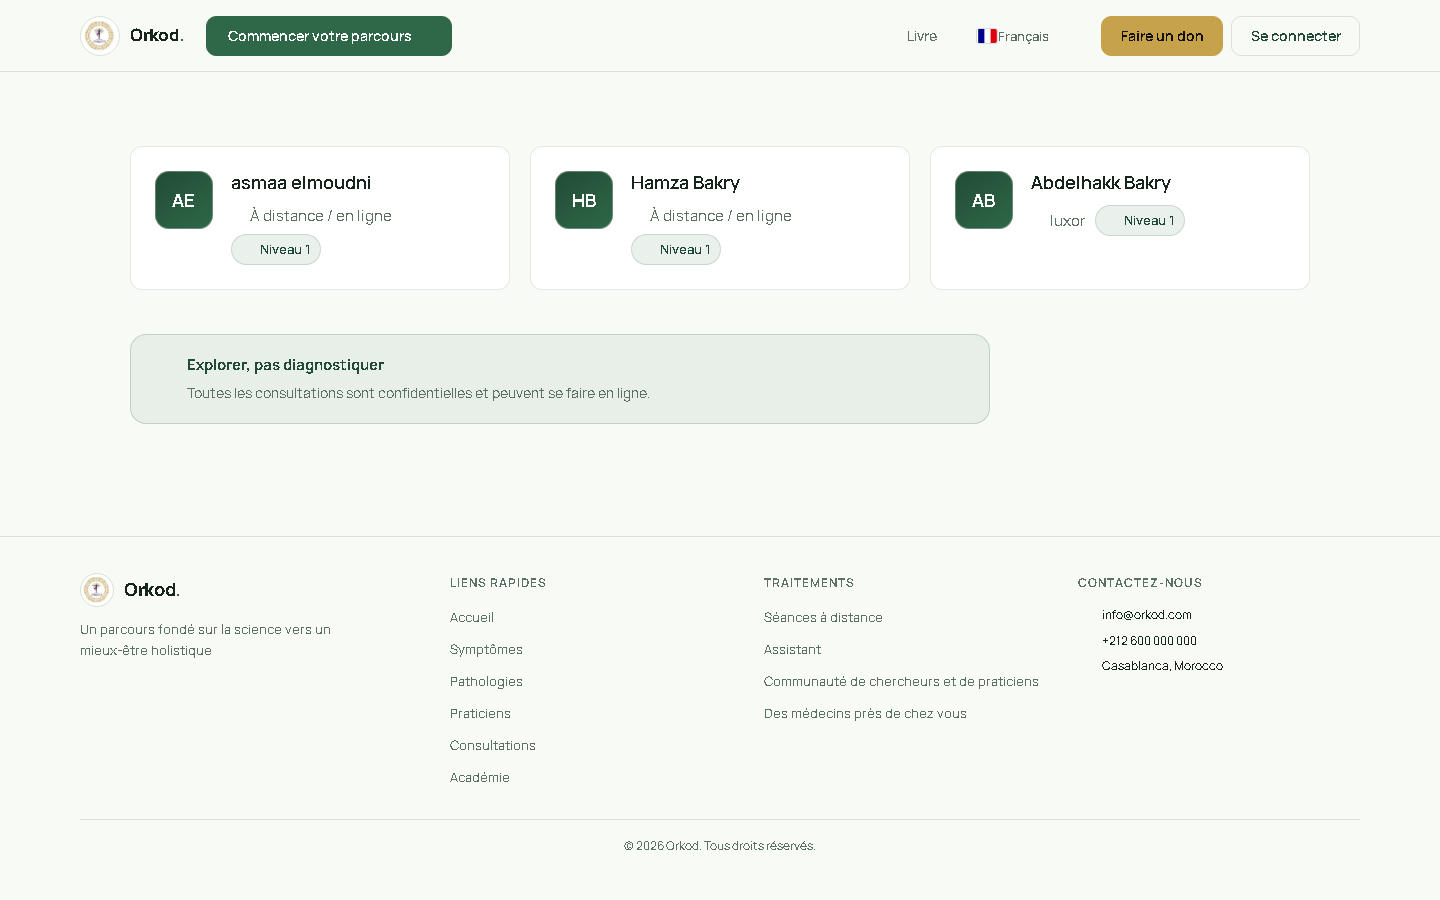 Orkod.
Commencer votre parcours
Livre
Français
Faire un don
Se connecter
AE
asmaa elmoudni
À distance / en ligne
Niveau 1
HB
Hamza Bakry
À distance / en ligne
Niveau 1
AB
Abdelhakk Bakry
luxor
Niveau 1
Explorer, pas diagnostiquer
Toutes les consultations sont confidentielles et peuvent se faire en ligne.
Orkod.
Un parcours fondé sur la science vers un
mieux-être holistique
LIENS RAPIDES
Accueil
Symptômes
Pathologies
Praticiens
Consultations
Académie
TRAITEMENTS
Séances à distance
Assistant
Communauté de chercheurs et de praticiens
Des médecins près de chez vous
CONTACTEZ-NOUS
info@orkod.com
+212 600 000 000
Casablanca, Morocco
© 2026 Orkod. Tous droits réservés.